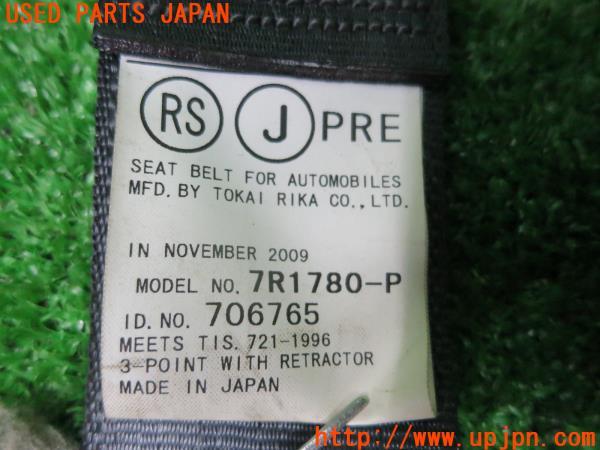 USED PARTS JAPAN
RS J PRE
SEAT BELT FOR AUTOMOBILES
MFD. BY TOKAI RIKA CO., LTD.
IN NOVEMBER 2009
MODEL NO. 7R1780-P
ID. NO. 706765
MEETS TIS. 721-1996
3-POINT WITH RETRACTOR
MADE IN JAPAN
http://www.upjpn.com